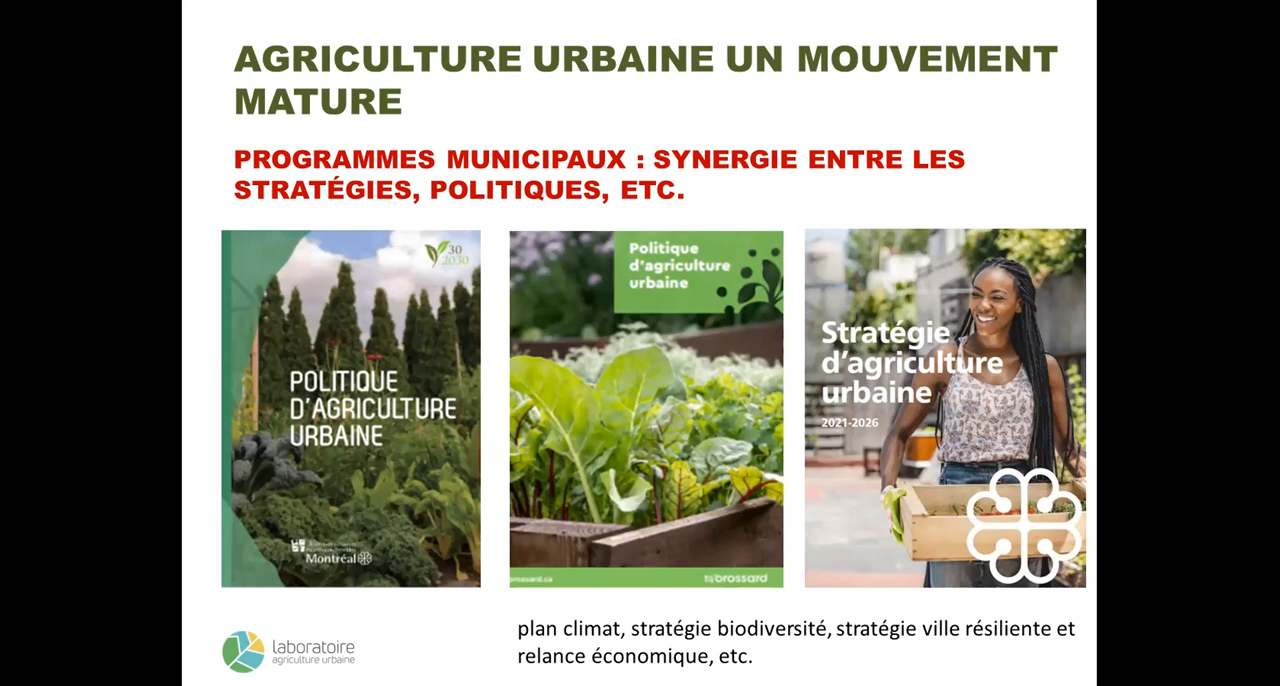 AGRICULTURE URBAINE UN MOUVEMENT
MATURE
PROGRAMMES MUNICIPAUX : SYNERGIE ENTRE LES
STRATÉGIES, POLITIQUES, ETC.
30
2030
POLITIQUE
D'AGRICULTURE
URBAINE
Montréal
Politique
d'agriculture
urbaine
brossard.ca
brossard
Stratégie
d'agriculture
urbaine
2021-2026
laboratoire
agriculture urbaine
plan climat, stratégie biodiversité, stratégie ville résiliente et
relance économique, etc.